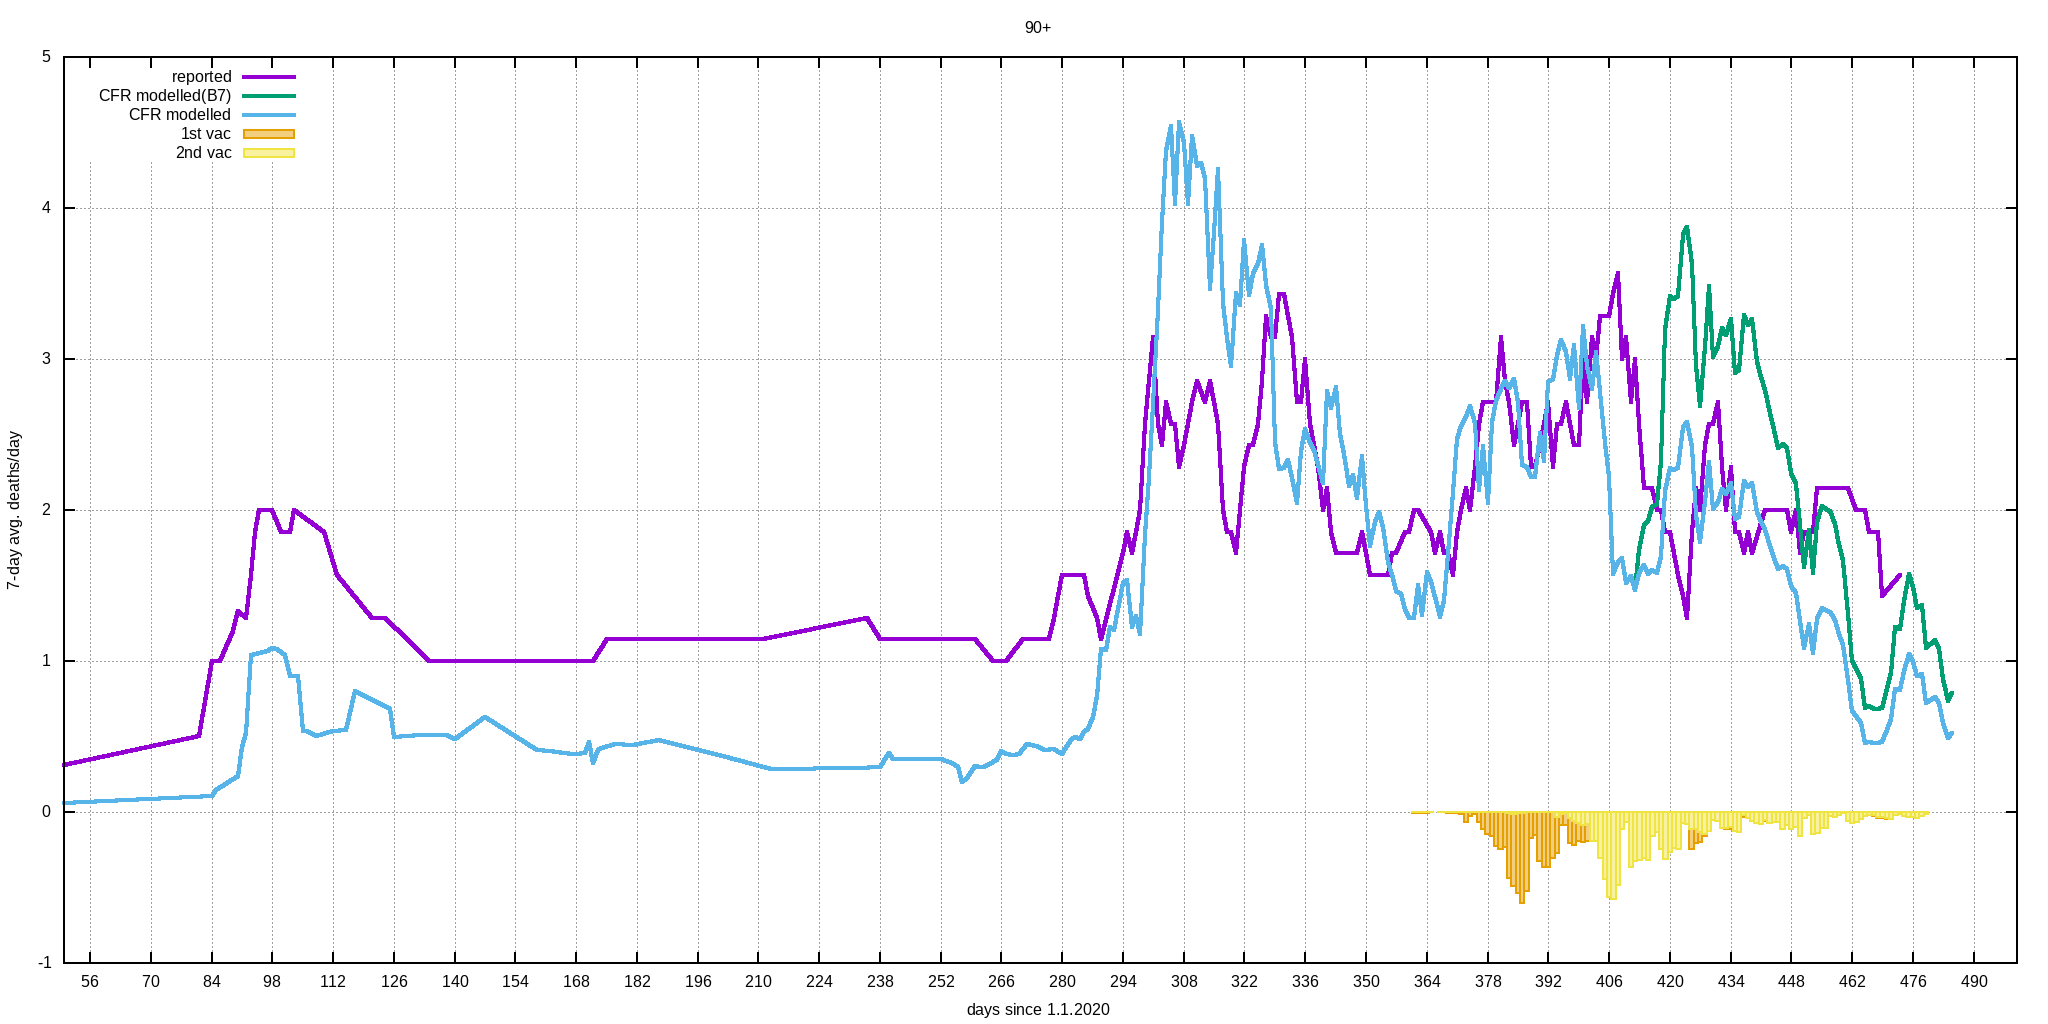 90+
5
4
3
2
1
0
-1
7-day avg. deaths/day
reported
CFR modelled(B7)
CFR modelled
1st vac
2nd vac
56 70 84 98 112 126 140 154 168 182 196 210 224 238 252 266 280 294 308 322 336 350 364 378 392 406 420 434 448 462 476 490
days since 1.1.2020